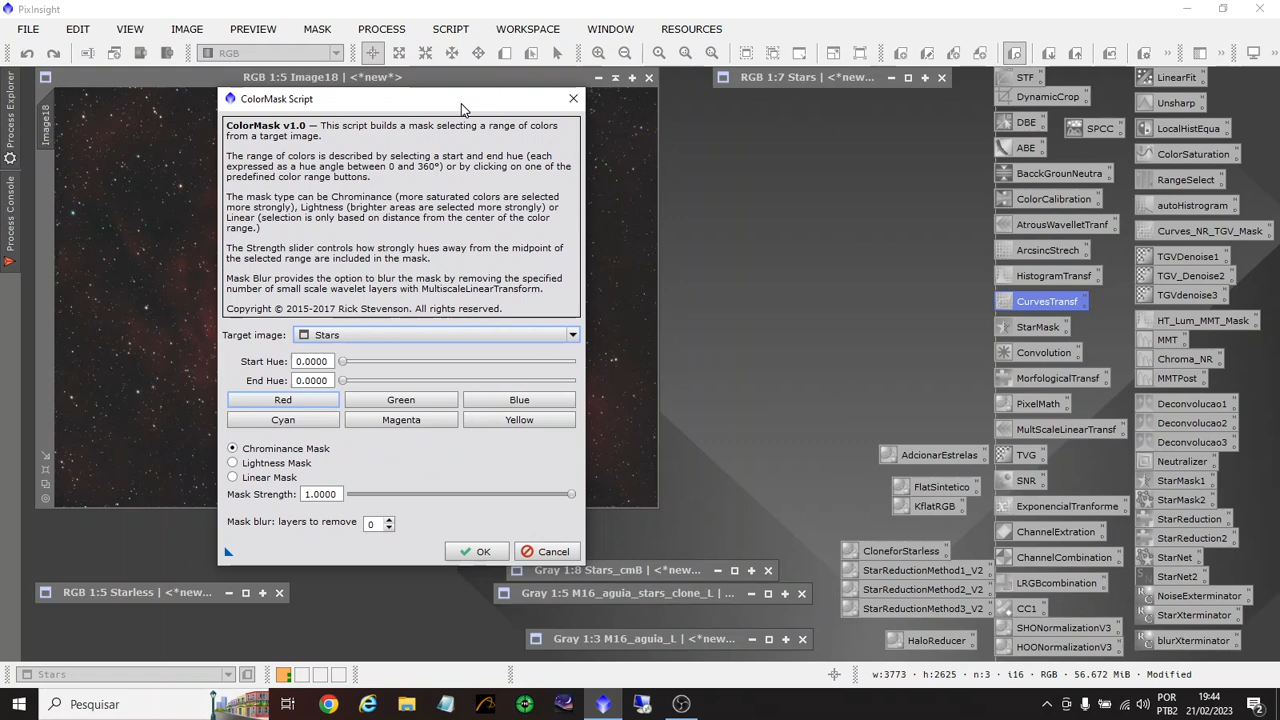 PixInsight
FILE EDIT VIEW IMAGE PREVIEW MASK PROCESS SCRIPT WORKSPACE WINDOW RESOURCES
RGB
Process Explorer
Process Console
RGB 1:5 Image18 | <*new*>
Image18
RGB 1:7 Stars | <*new...
ColorMask Script
ColorMask v1.0 — This script builds a mask selecting a range of colors
from a target image.
The range of colors is described by selecting a start and end hue (each
expressed as a hue angle between 0 and 360°) or by clicking on one of the
predefined color range buttons.
The mask type can be Chrominance (more saturated colors are selected
more strongly), Lightness (brighter areas are selected more strongly) or
Linear (selection is only based on distance from the center of the color
range.)
The Strength slider controls how strongly hues away from the midpoint of
the selected range are included in the mask.
Mask Blur provides the option to blur the mask by removing the specified
number of small scale wavelet layers with MultiscaleLinearTransform.
Copyright © 2015-2017 Rick Stevenson. All rights reserved.
Target image: Stars
Start Hue: 0.0000
End Hue: 0.0000
Red Green Blue
Cyan Magenta Yellow
Chrominance Mask
Lightness Mask
Linear Mask
Mask Strength: 1.0000
Mask blur: layers to remove 0
OK Cancel
RGB 1:5 Starless | <*new...
Gray 1:8 Stars_cmB | <*new...
Gray 1:5 M16_aguia_stars_clone_L | ...
Gray 1:3 M16_aguia_L | <*new...
STF
DynamicCrop
DBE
SPCC
ABE
BacckGrounNeutra
ColorCalibration
AtrousWavelletTranf
ArcsincStrech
HistogramTransf
CurvesTransf
StarMask
Convolution
MorfologicalTransf
PixelMath
MultScaleLinearTransf
AdcionarEstrelas
TVG
FlatSintetico
SNR
KflatRGB
ExponencialTranforme
ChannelExtration
CloneforStarless
ChannelCombination
StarReductionMethod1_V2
LRGBcombination
StarReductionMethod2_V2
CC1
StarReductionMethod3_V2
SHONormalizationV3
HaloReducer
HOONormalizationV3
LinearFit
Unsharp
LocalHistEqua
ColorSaturation
RangeSelect
autoHistrogram
Curves_NR_TGV_Mask
TGVDenoise1
TGV_Denoise2
TGVdenoise3
HT_Lum_MMT_Mask
MMT
Chroma_NR
MMTPost
Deconvolucao1
Deconvolucao2
Deconvolucao3
Neutralizer
StarMask1
StarMask2
StarReduction
StarReduction2
StarNet
StarNet2
NoiseExterminator
StarXterminator
blurXterminator
Stars
w:3773 h:2625 n:3 i16 RGB 56.672 MiB Modified
Pesquisar
POR
PTB2
19:44
21/02/2023
2